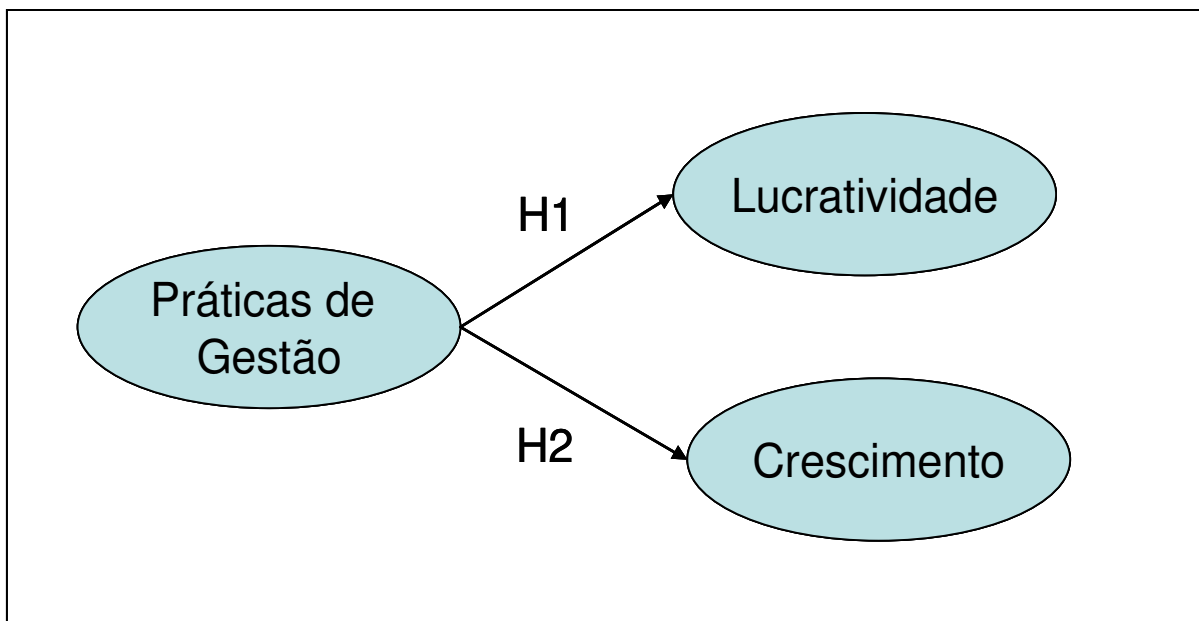 H1
Lucratividade
Práticas de
Gestão
H2
Crescimento